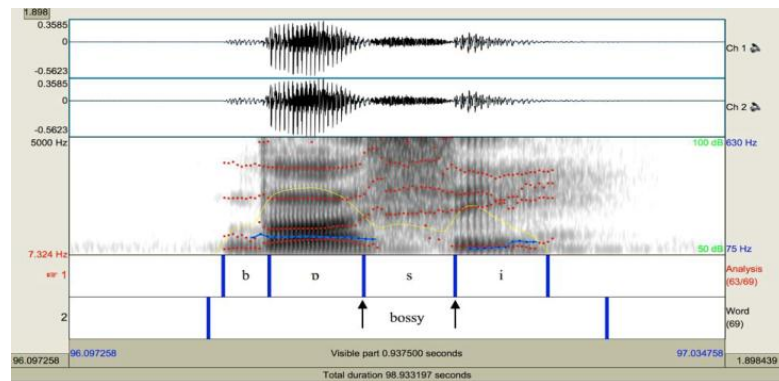 1.898
0.3585
0
-0.5623
Ch 1
0.3585
0
-0.5623
Ch 2
5000 Hz
100 dB 630 Hz
7.324 Hz
50 dB 75 Hz
1
b ɒ s i
Analysis
(63/69)
2
bossy
Word
(69)
96.097258 97.034758
96.097258 Visible part 0.937500 seconds 1.898439
Total duration 98.933197 seconds